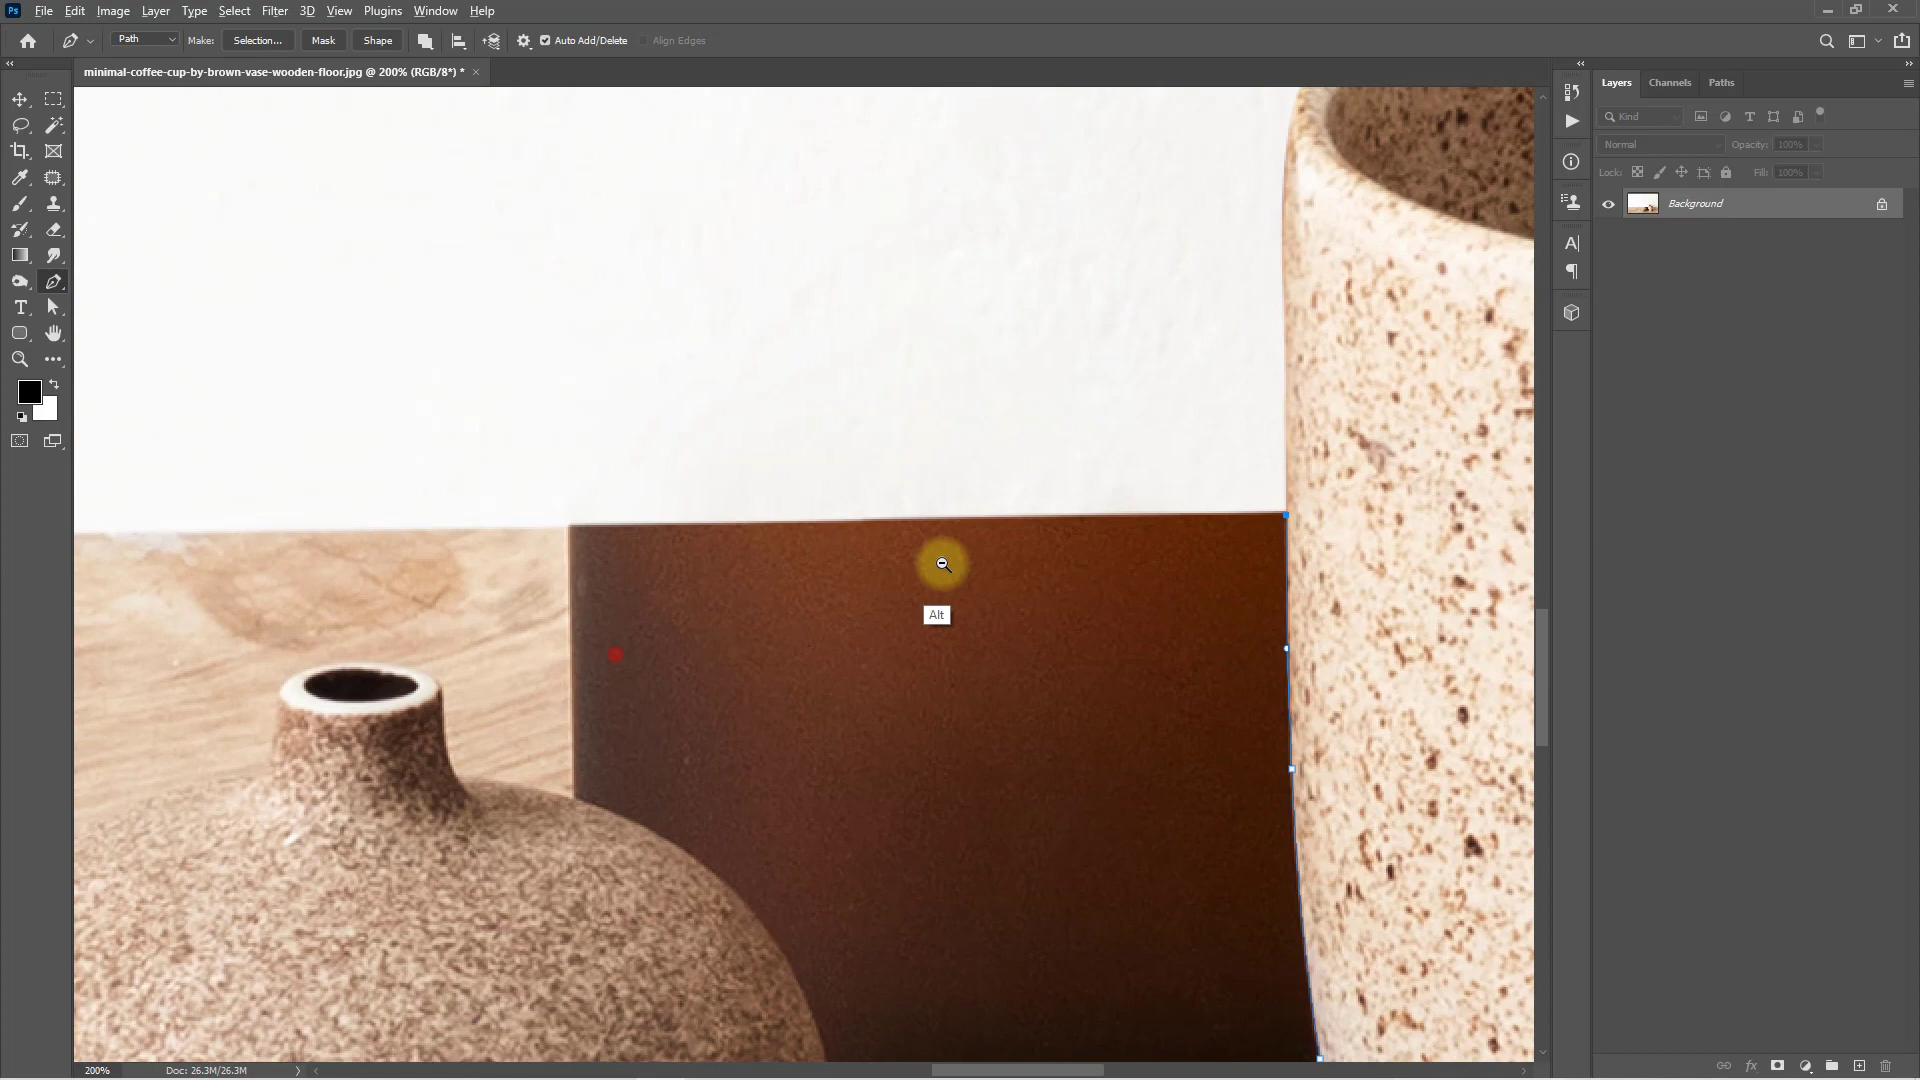 Ps File Edit Image Layer Type Select Filter 3D View Plugins Window Help
Path Make: Selection... Mask Shape Auto Add/Delete Align Edges
minimal-coffee-cup-by-brown-vase-wooden-floor.jpg @ 200% (RGB/8*) * ×
Layers Channels Paths
Kind
Normal Opacity: 100%
Lock: Fill: 100%
Background
Alt
200% Doc: 26.3M/26.3M